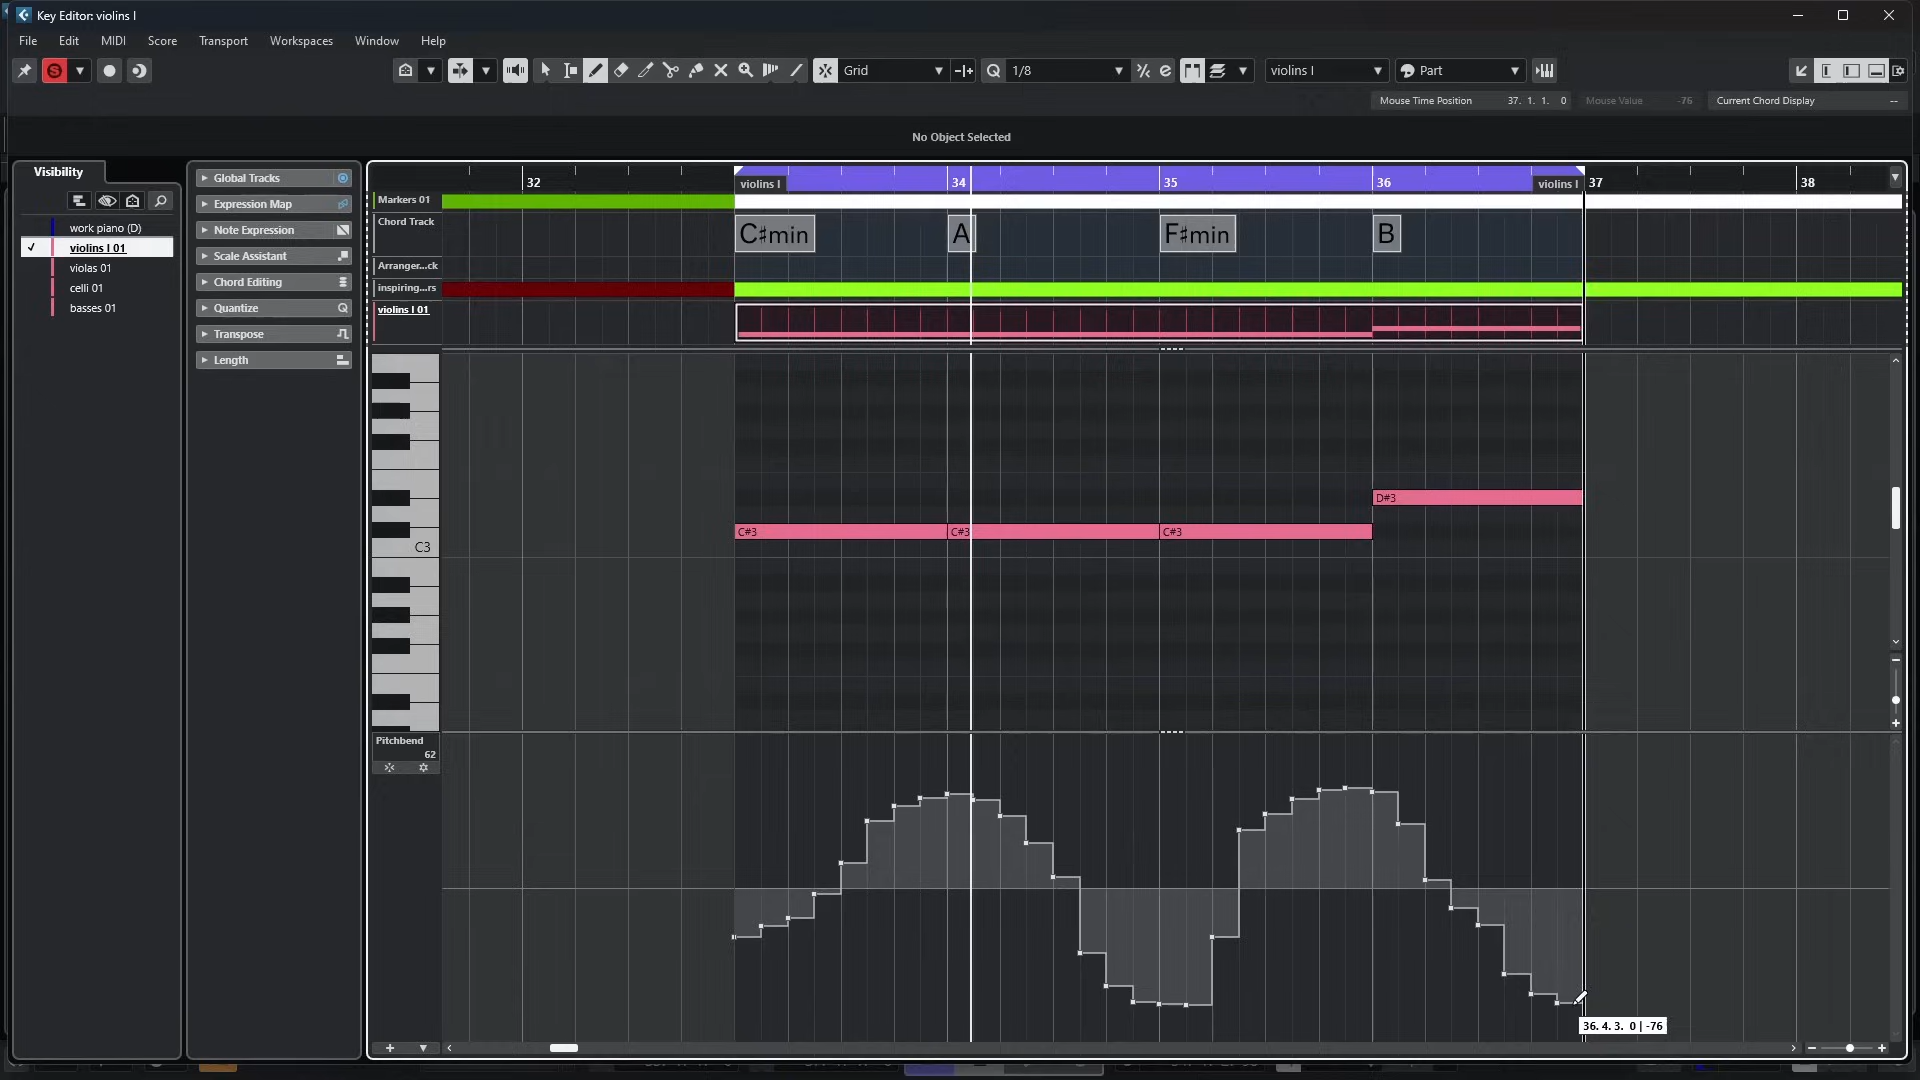 Key Editor: violins I
File Edit MIDI Score Transport Workspaces Window Help
S Grid Q 1/8 violins I Part
Mouse Time Position 37. 1. 1. 0 Mouse Value -76 Current Chord Display --
No Object Selected
Visibility
work piano (D)
violins I 01
violas 01
celli 01
basses 01
Global Tracks
Expression Map
Note Expression
Scale Assistant
Chord Editing
Quantize Q
Transpose
Length
32 34 35 36 37 38
violins I violins I
Markers 01
Chord Track C♯min A F♯min B
Arranger...ck
inspiring...rs
violins I 01
D#3
C#3 C#3 C#3
C3
Pitchbend
62
36. 4. 3. 0 | -76